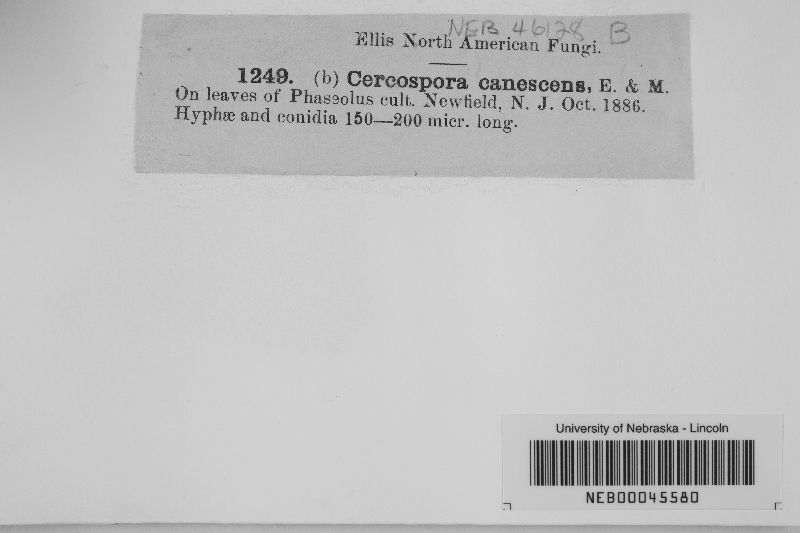 NEB 46128 B
Ellis North American Fungi.
1249. (b) Cercospora canescens, E. & M.
On leaves of Phaseolus cult. Newfield, N. J. Oct. 1886.
Hyphæ and conidia 150—200 micr. long.
University of Nebraska - Lincoln
NEB00045580